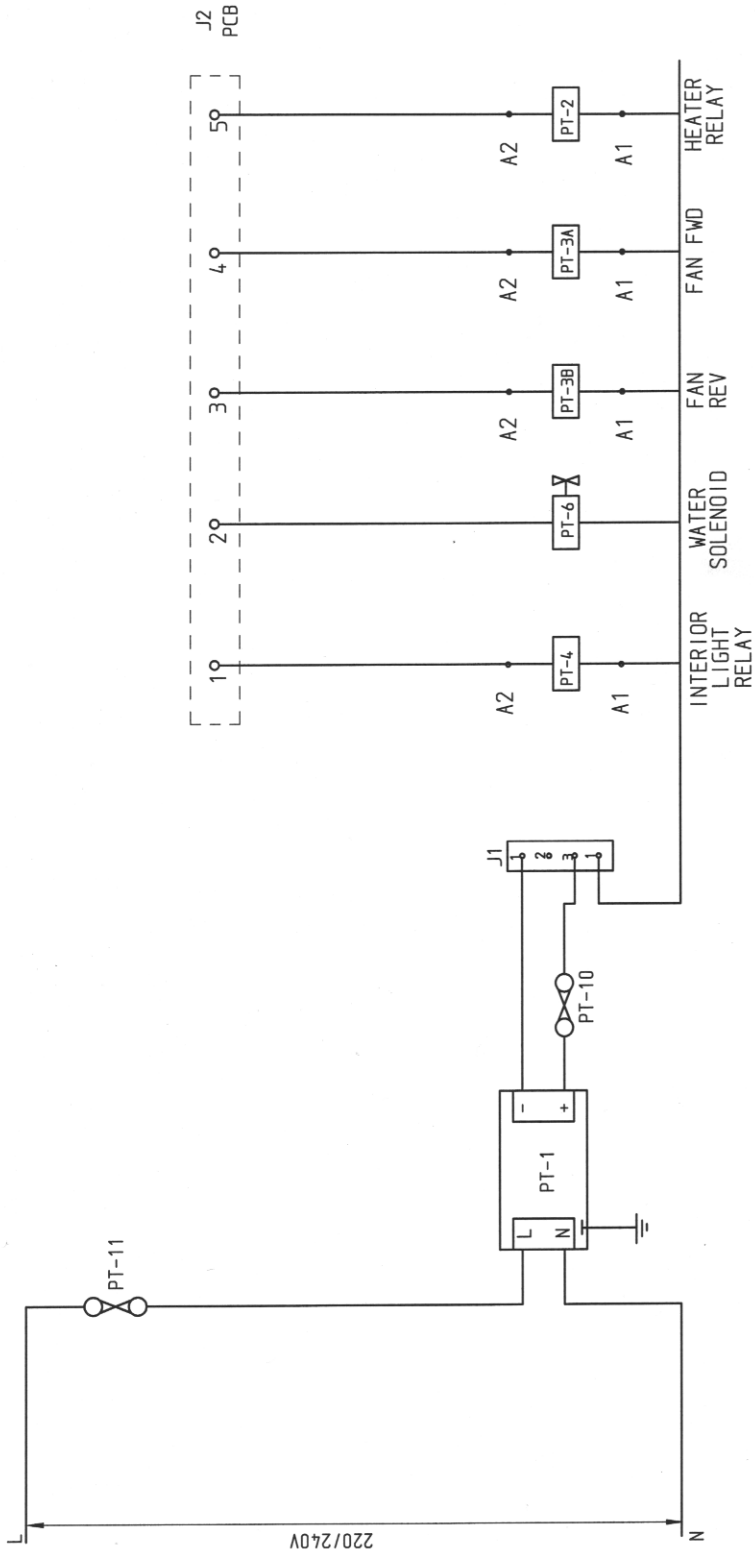 J2
PCB
5
4
3
2
1
A2
A2
A2
A2
PT-2
PT-3A
PT-3B
PT-6
PT-4
A1
A1
A1
A1
HEATER
RELAY
FAN FWD
FAN
REV
WATER
SOLENOID
INTERIOR
LIGHT
RELAY
J1
1
2
3
1
PT-10
-
+
PT-1
L
N
PT-11
L
220/240V
N